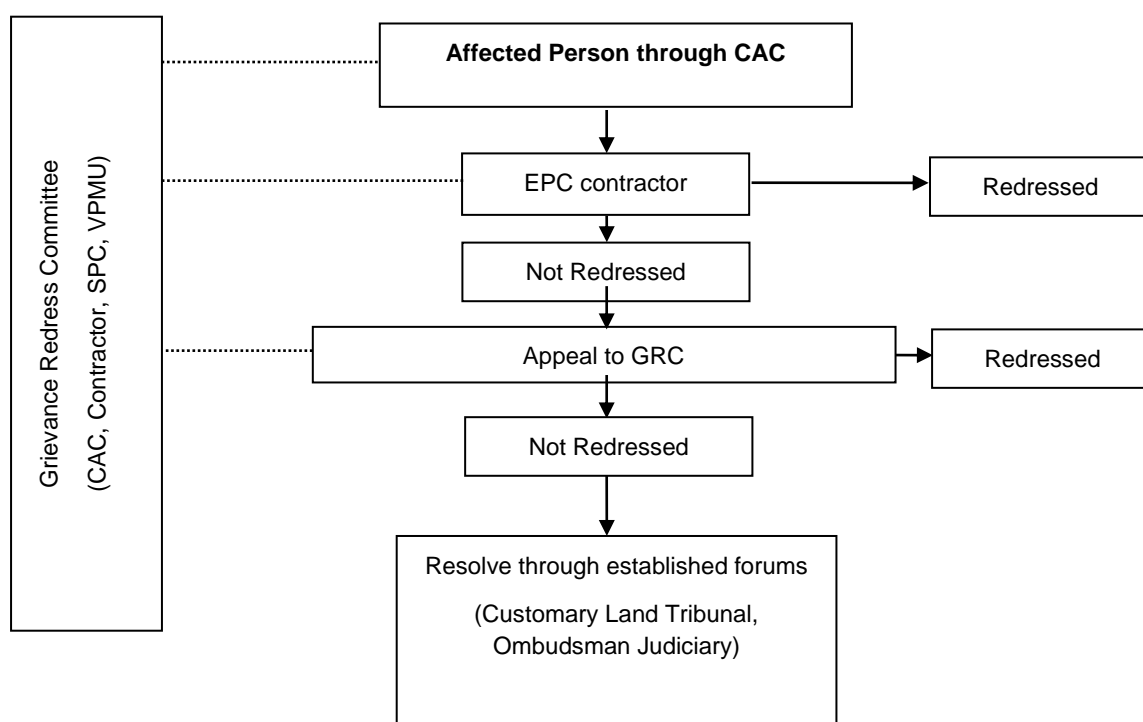 Grievance Redress Committee
(CAC, Contractor, SPC, VPMU)
Affected Person through CAC
EPC contractor
Redressed
Not Redressed
Appeal to GRC
Redressed
Not Redressed
Resolve through established forums
(Customary Land Tribunal,
Ombudsman Judiciary)